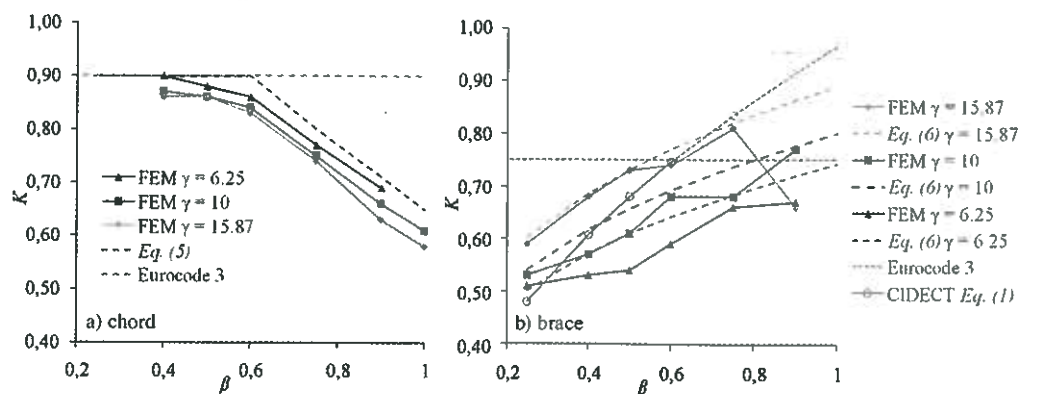 1,00
0,90
0,80
0,70
0,60
0,50
0,40
K
FEM γ = 6.25
FEM γ = 10
FEM γ = 15.87
Eq. (5)
Eurocode 3
a) chord
0,2 0,4 0,6 0,8 1
β
1,00
0,90
0,80
0,70
0,60
0,50
0,40
K
b) brace
0,2 0,4 0,6 0,8 1
β
FEM γ = 15.87
Eq. (6) γ = 15.87
FEM γ = 10
Eq. (6) γ = 10
FEM γ = 6.25
Eq. (6) γ = 6.25
Eurocode 3
CIDECT Eq. (1)